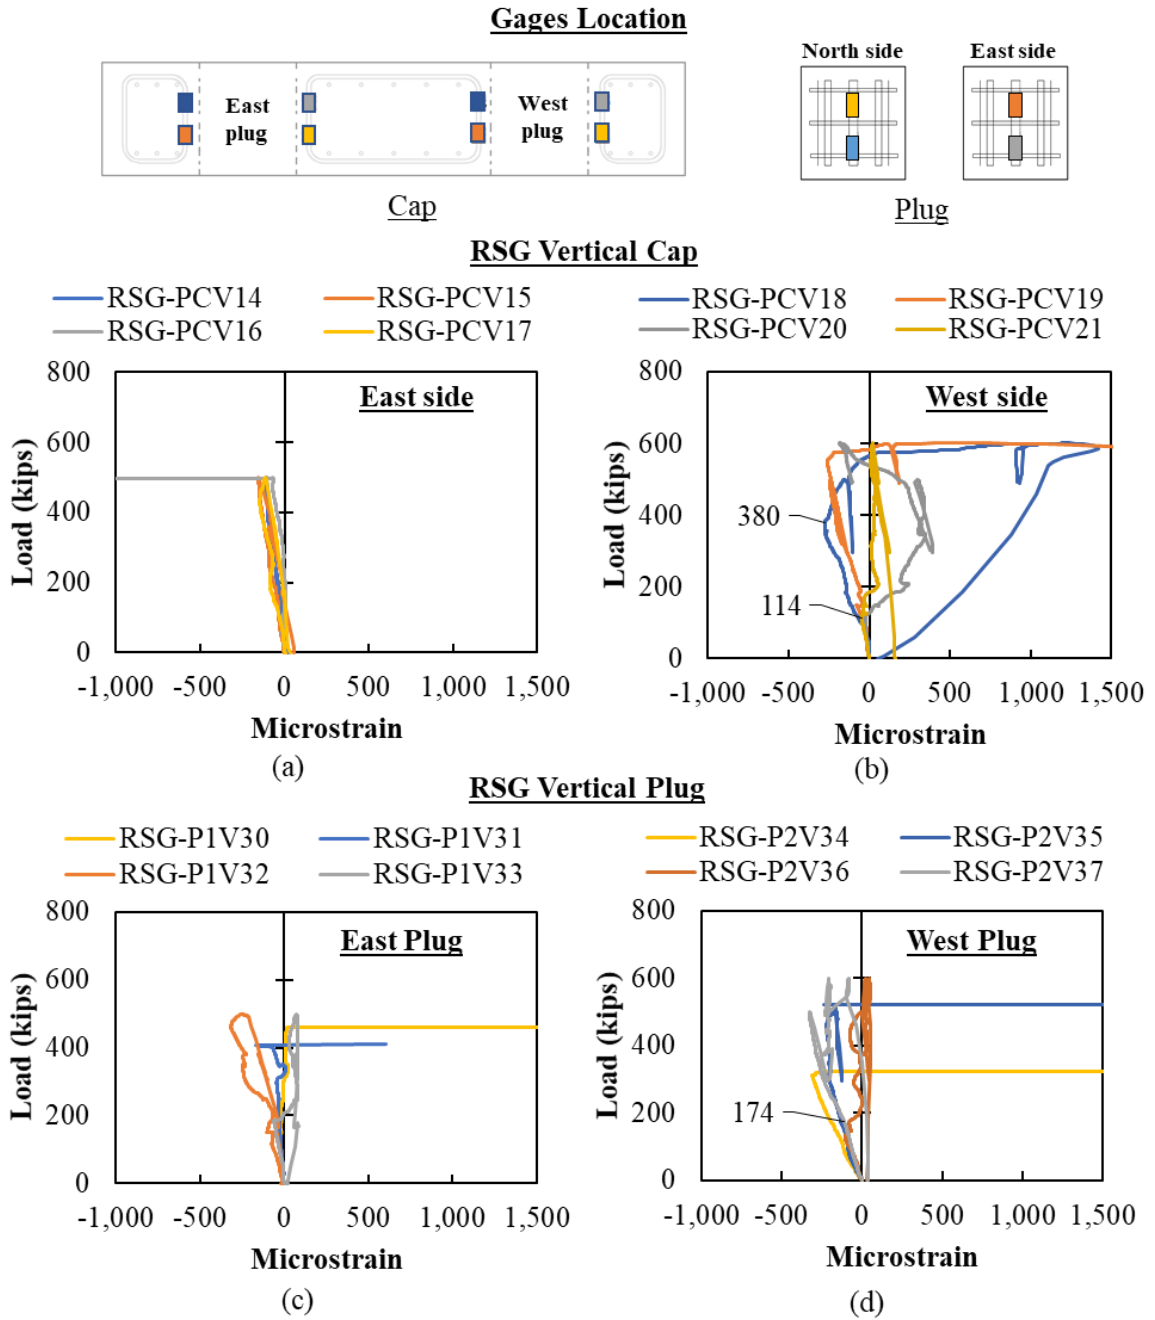 Gages Location
North side East side
East plug
West plug
Cap
Plug
RSG Vertical Cap
RSG-PCV14 RSG-PCV15
RSG-PCV16 RSG-PCV17
RSG-PCV18 RSG-PCV19
RSG-PCV20 RSG-PCV21
East side
800
600
400
200
0
Load (kips)
-1,000 -500 0 500 1,000 1,500
Microstrain
(a)
West side
800
600
400
200
0
380
114
Load (kips)
-1,000 -500 0 500 1,000 1,500
Microstrain
(b)
RSG Vertical Plug
RSG-P1V30 RSG-P1V31
RSG-P1V32 RSG-P1V33
RSG-P2V34 RSG-P2V35
RSG-P2V36 RSG-P2V37
East Plug
800
600
400
200
0
Load (kips)
-1,000 -500 0 500 1,000 1,500
Microstrain
(c)
West Plug
800
600
400
200
0
174
Load (kips)
-1,000 -500 0 500 1,000 1,500
Microstrain
(d)